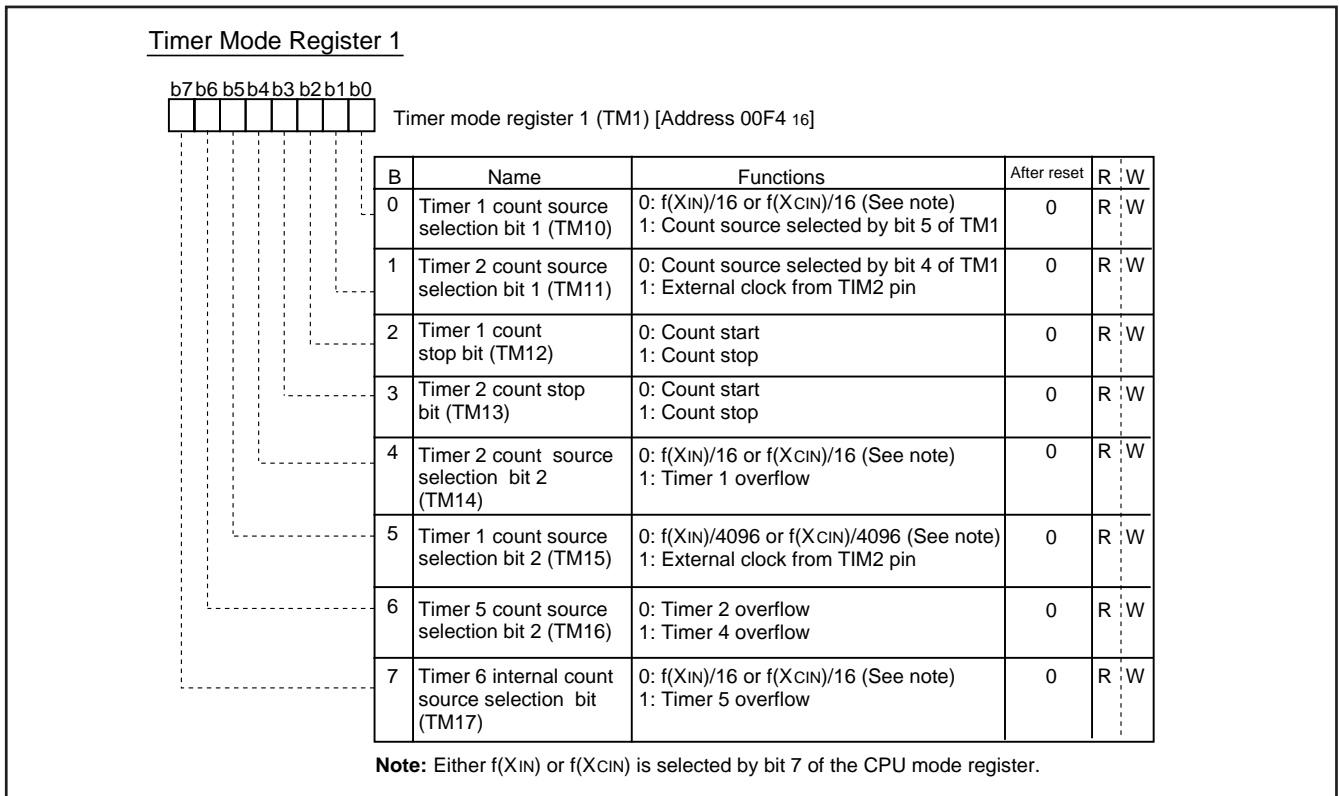 Timer Mode Register 1
b7 b6 b5 b4 b3 b2 b1 b0
Timer mode register 1 (TM1) [Address 00F4 16]
B Name Functions After reset R W
0 Timer 1 count source selection bit 1 (TM10) 0: f(XIN)/16 or f(XCIN)/16 (See note) 0 R W
1: Count source selected by bit 5 of TM1
1 Timer 2 count source selection bit 1 (TM11) 0: Count source selected by bit 4 of TM1 0 R W
1: External clock from TIM2 pin
2 Timer 1 count stop bit (TM12) 0: Count start 0 R W
1: Count stop
3 Timer 2 count stop bit (TM13) 0: Count start 0 R W
1: Count stop
4 Timer 2 count source selection bit 2 (TM14) 0: f(XIN)/16 or f(XCIN)/16 (See note) 0 R W
1: Timer 1 overflow
5 Timer 1 count source selection bit 2 (TM15) 0: f(XIN)/4096 or f(XCIN)/4096 (See note) 0 R W
1: External clock from TIM2 pin
6 Timer 5 count source selection bit 2 (TM16) 0: Timer 2 overflow 0 R W
1: Timer 4 overflow
7 Timer 6 internal count source selection bit (TM17) 0: f(XIN)/16 or f(XCIN)/16 (See note) 0 R W
1: Timer 5 overflow
Note: Either f(XIN) or f(XCIN) is selected by bit 7 of the CPU mode register.